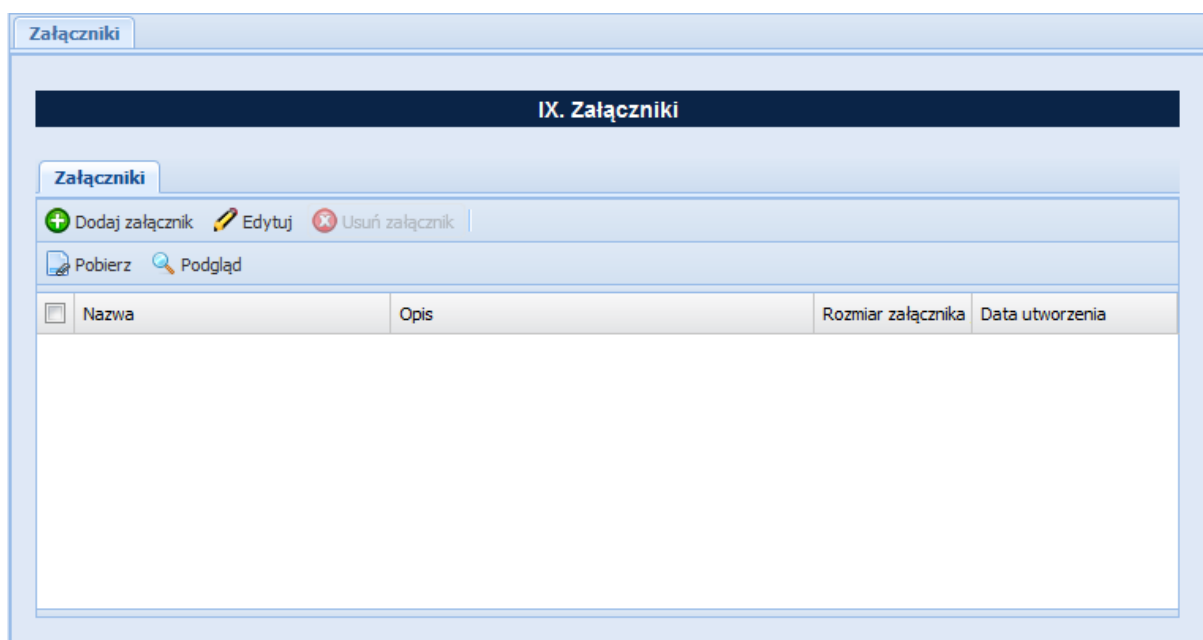 Załączniki
IX. Załączniki
Załączniki
Dodaj załącznik Edytuj Usuń załącznik
Pobierz Podgląd
Nazwa Opis Rozmiar załącznika Data utworzenia